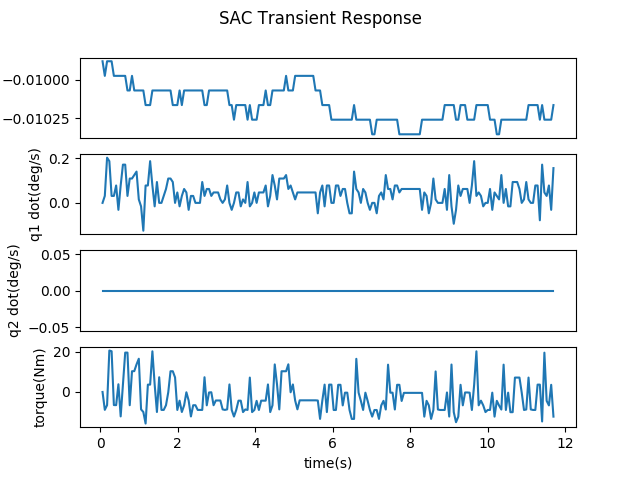 SAC Transient Response
−0.01000
−0.01025
0.2
0.0
q1 dot(deg/s)
0.05
0.00
−0.05
q2 dot(deg/s)
20
0
torque(Nm)
0 2 4 6 8 10 12
time(s)